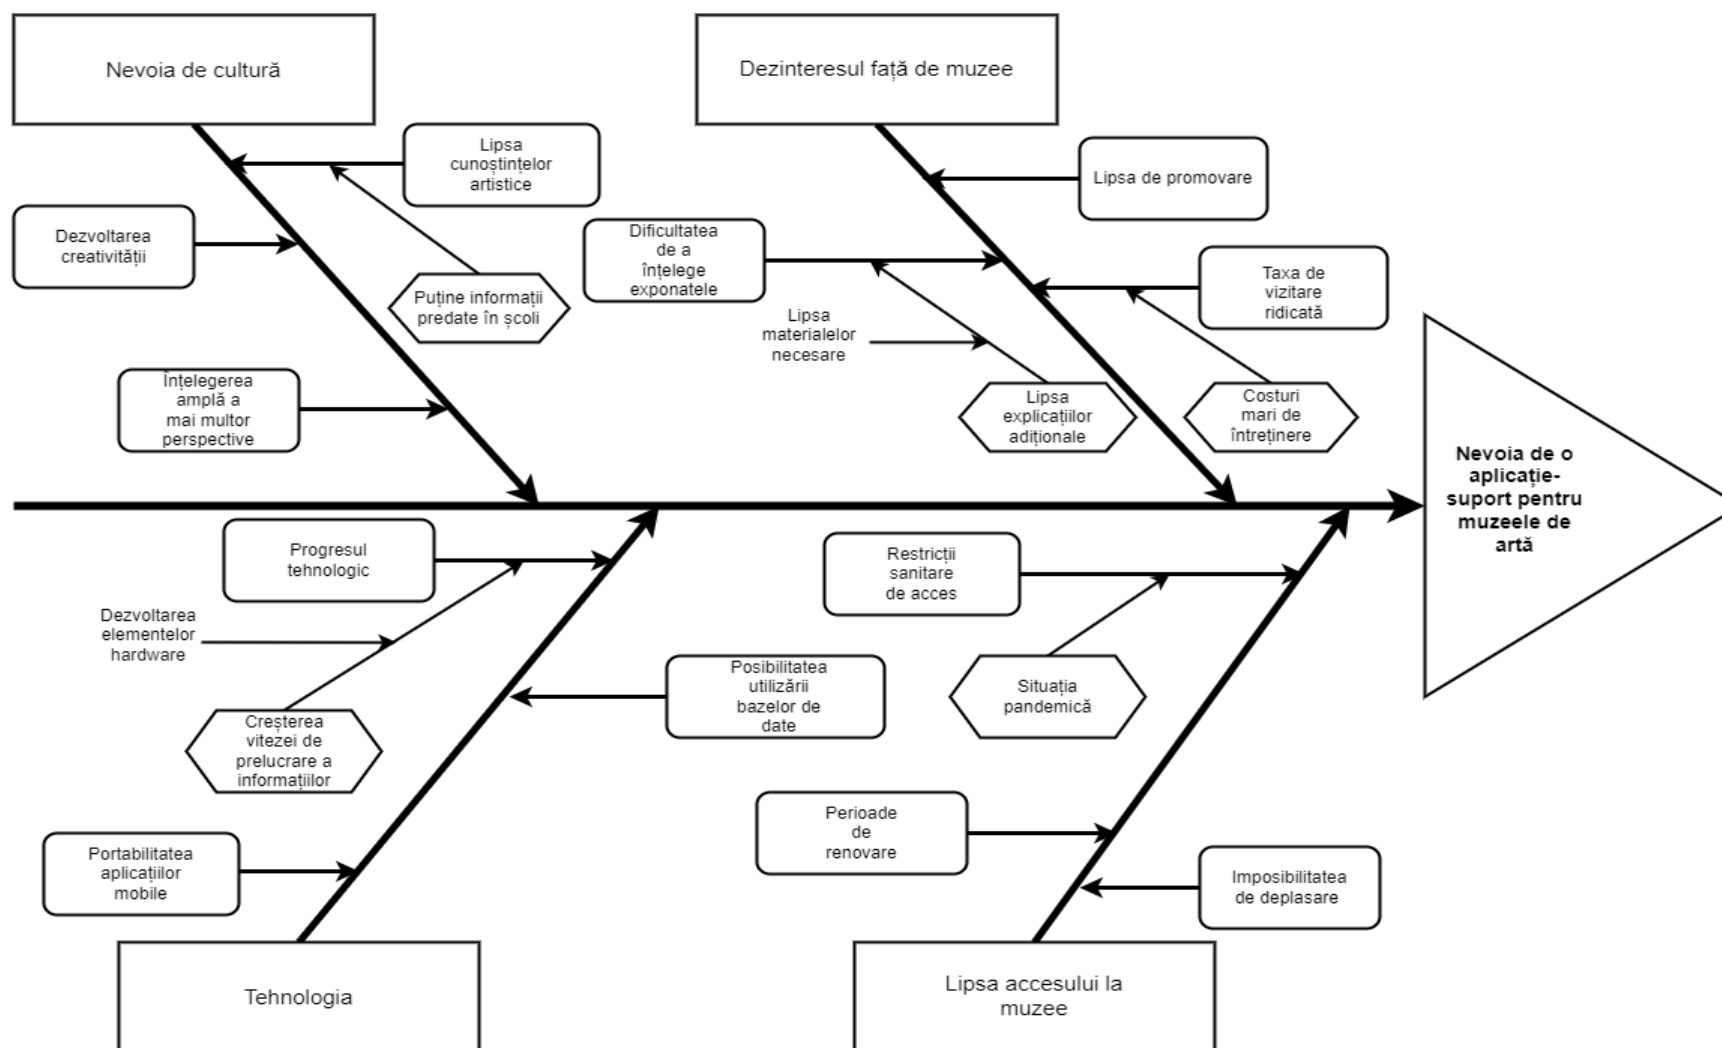 Nevoia de cultură
Dezinteresul față de muzee
Lipsa
cunoștințelor
artistice
Lipsa de promovare
Dezvoltarea
creativității
Dificultatea
de a
înțelege
exponatele
Taxa de
vizitare
ridicată
Puține informații
predate în școli
Lipsa
materialelor
necesare
Înțelegerea
amplă a
mai multor
perspective
Lipsa
explicațiilor
adiționale
Costuri
mari de
întreținere
Nevoia de o
aplicație-
suport pentru
muzeele de
artă
Progresul
tehnologic
Restricții
sanitare
de acces
Dezvoltarea
elementelor
hardware
Posibilitatea
utilizării
bazelor de
date
Situația
pandemică
Creșterea
vitezei de
prelucrare a
informațiilor
Perioade
de
renovare
Portabilitatea
aplicațiilor
mobile
Imposibilitatea
de deplasare
Tehnologia
Lipsa accesului la
muzee